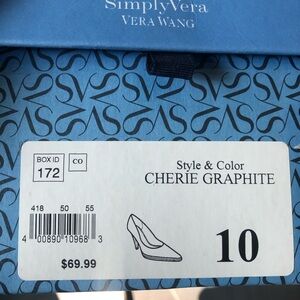 SimplyVera
VERA WANG
BOX ID
172
CO
Style & Color
CHERIE GRAPHITE
418 50 55
4 00890 10968 3
$69.99
10